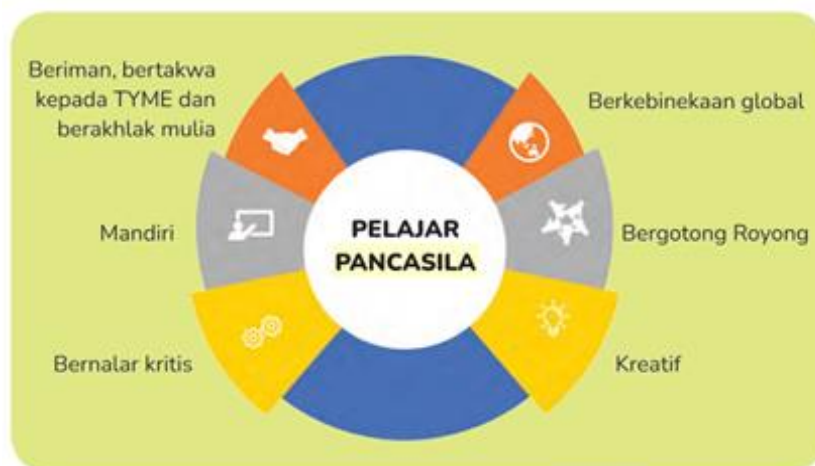 Beriman, bertakwa
kepada TYME dan
berakhlak mulia
Berkebinekaan global
Mandiri
PELAJAR
PANCASILA
Bergotong Royong
Bernalar kritis
Kreatif